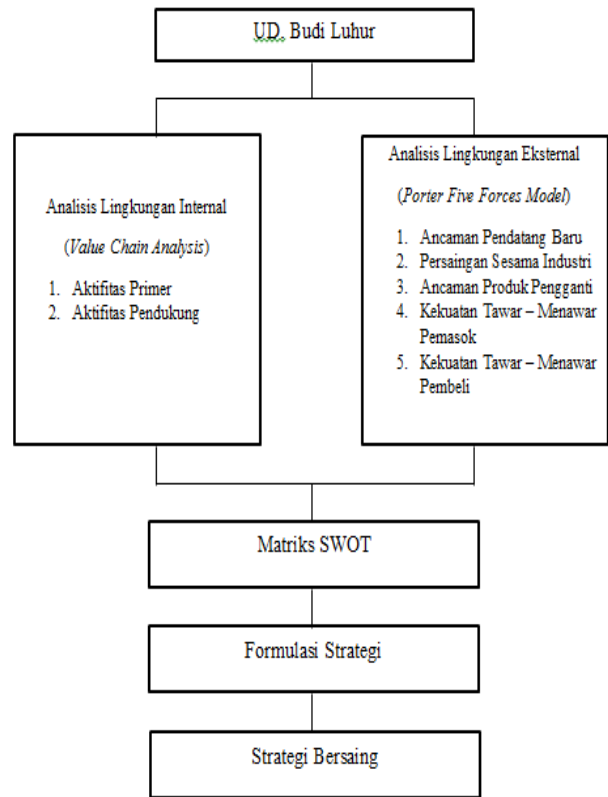 UD. Budi Luhur
Analisis Lingkungan Internal
(Value Chain Analysis)
1. Aktifitas Primer
2. Aktifitas Pendukung
Analisis Lingkungan Eksternal
(Porter Five Forces Model)
1. Ancaman Pendatang Baru
2. Persaingan Sesama Industri
3. Ancaman Produk Pengganti
4. Kekuatan Tawar – Menawar
Pemasok
5. Kekuatan Tawar – Menawar
Pembeli
Matriks SWOT
Formulasi Strategi
Strategi Bersaing